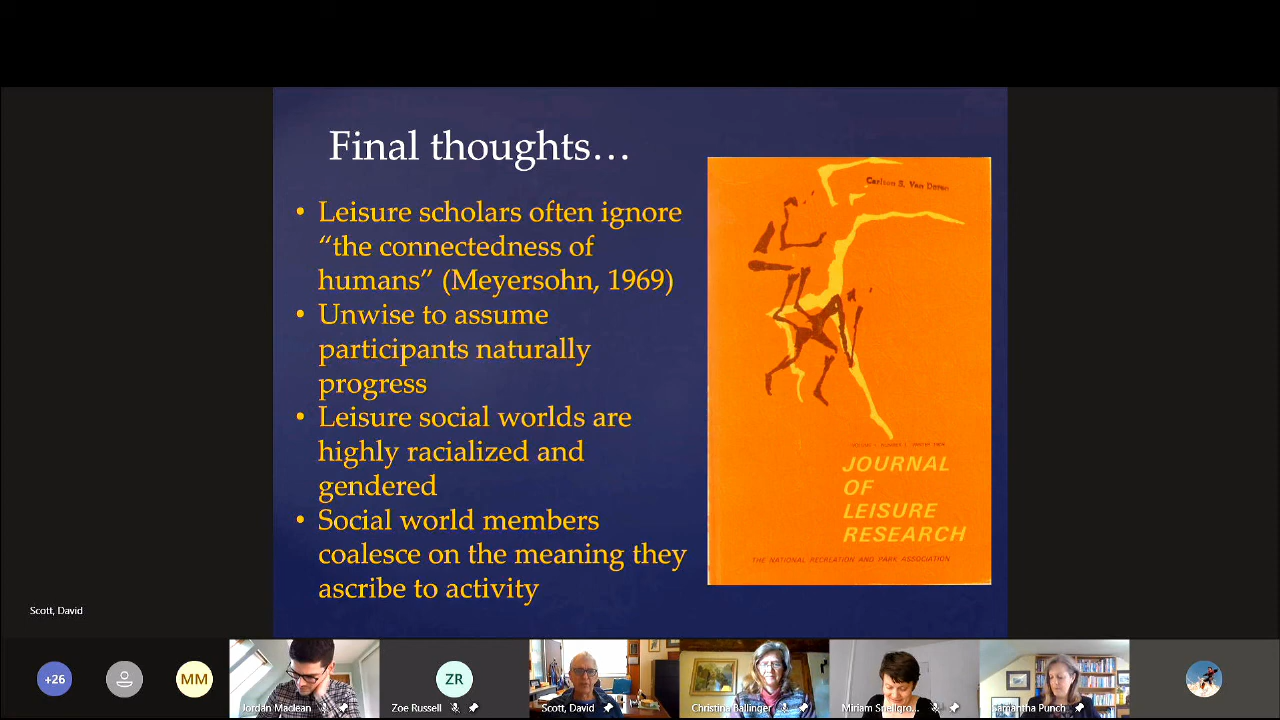 Final thoughts…
• Leisure scholars often ignore
“the connectedness of
humans” (Meyersohn, 1969)
• Unwise to assume
participants naturally
progress
• Leisure social worlds are
highly racialized and
gendered
• Social world members
coalesce on the meaning they
ascribe to activity
Carlton S. Van Doren
JOURNAL
OF
LEISURE
RESEARCH
THE NATIONAL RECREATION AND PARK ASSOCIATION
Scott, David
+26
MM
ZR
Jordan Maclean
Zoe Russell
Scott, David
Christina Ballinger
Miriam Snellgro...
Samantha Punch